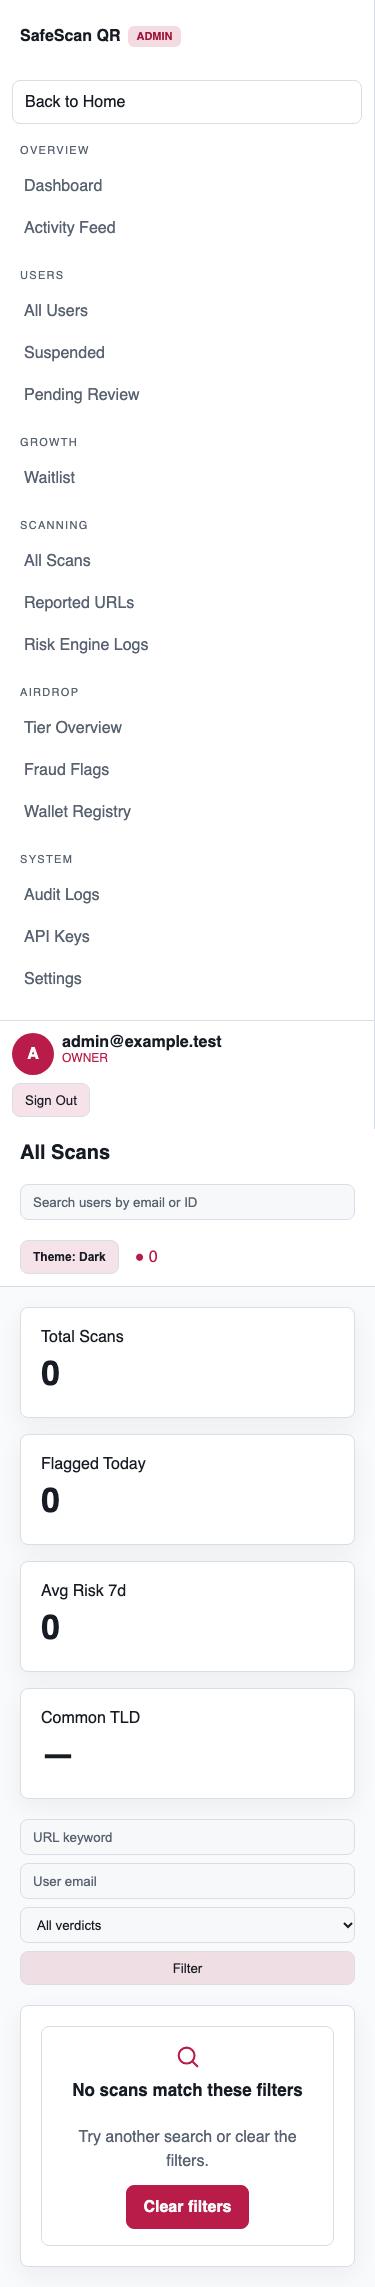 SafeScan QR ADMIN
Back to Home
OVERVIEW
Dashboard
Activity Feed
USERS
All Users
Suspended
Pending Review
GROWTH
Waitlist
SCANNING
All Scans
Reported URLs
Risk Engine Logs
AIRDROP
Tier Overview
Fraud Flags
Wallet Registry
SYSTEM
Audit Logs
API Keys
Settings
A
admin@example.test
OWNER
Sign Out
All Scans
Search users by email or ID
Theme: Dark
0
Total Scans
0
Flagged Today
0
Avg Risk 7d
0
Common TLD
—
URL keyword
User email
All verdicts
Filter
No scans match these filters
Try another search or clear the
filters.
Clear filters